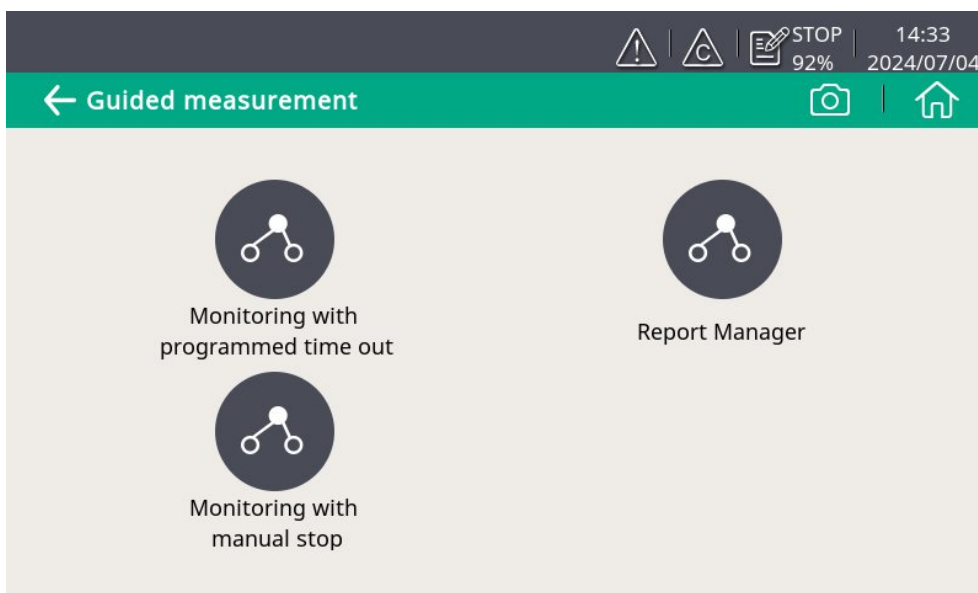 STOP 14:33
C
92% 2024/07/04
Guided measurement
Monitoring with
programmed time out
Report Manager
Monitoring with
manual stop